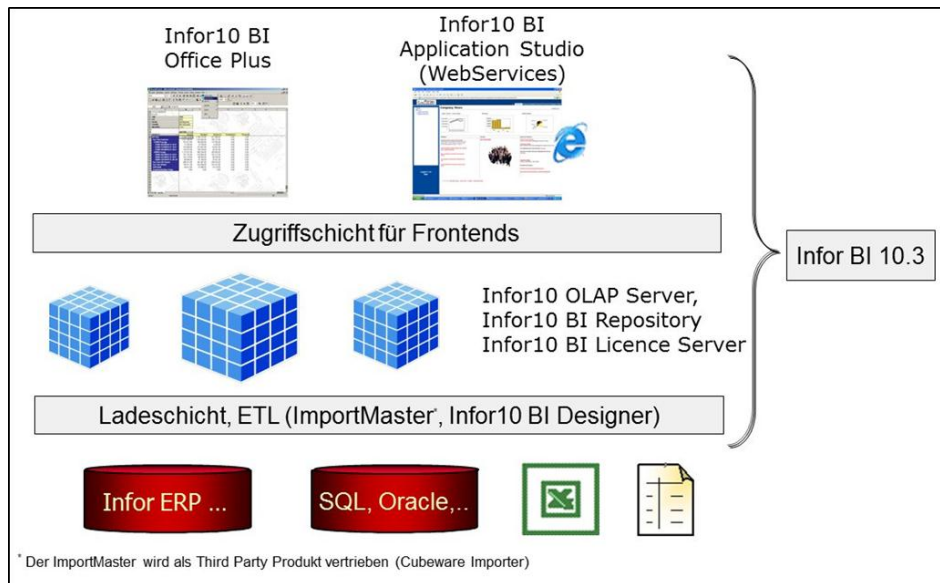 Infor10 BI
Office Plus
Infor10 BI
Application Studio
(WebServices)
Zugriffschicht für Frontends
Infor BI 10.3
Infor10 OLAP Server,
Infor10 BI Repository
Infor10 BI Licence Server
Ladeschicht, ETL (ImportMaster*, Infor10 BI Designer)
Infor ERP ...
SQL, Oracle,..
* Der ImportMaster wird als Third Party Produkt vertrieben (Cubeware Importer)